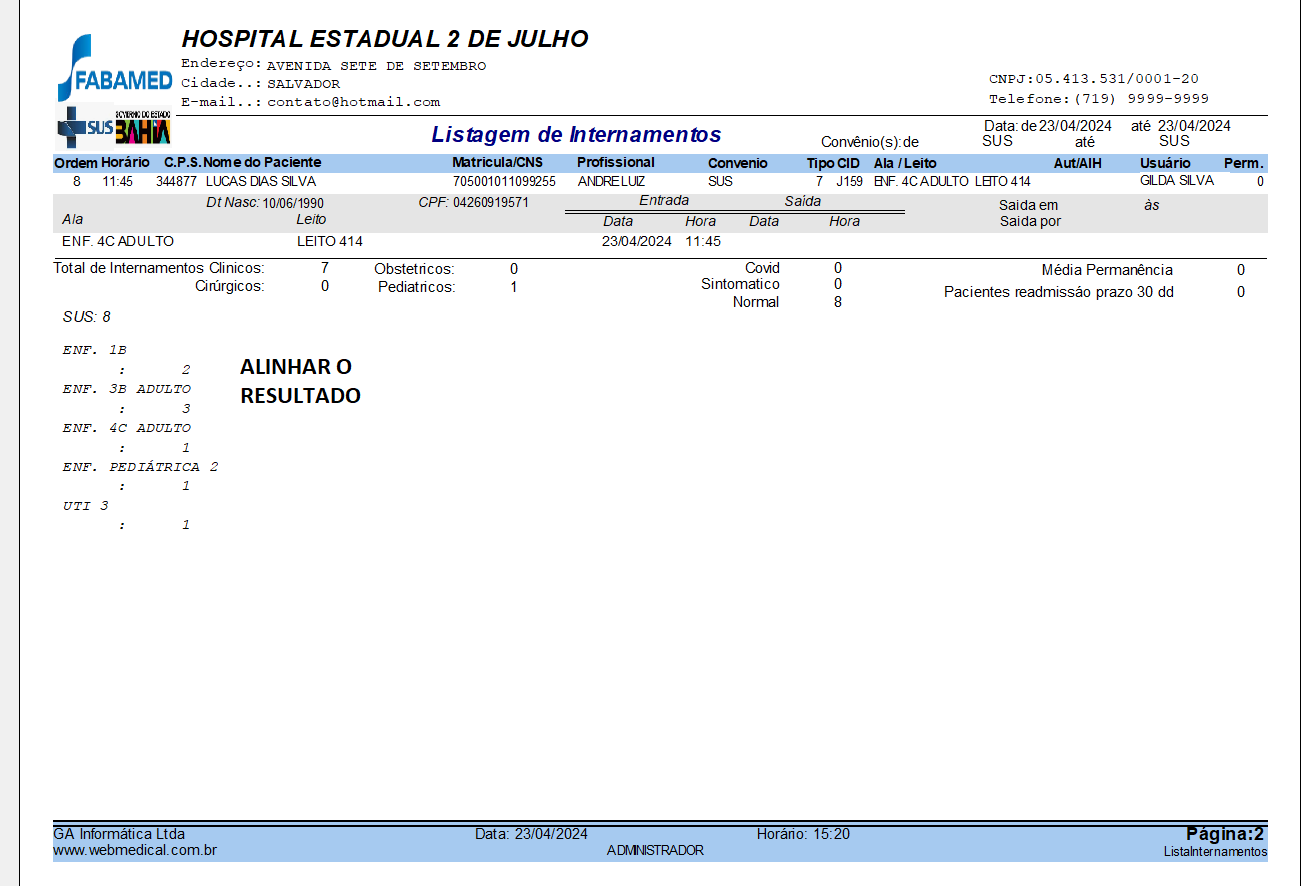 HOSPITAL ESTADUAL 2 DE JULHO
FABAMED
Endereço: AVENIDA SETE DE SETEMBRO
Cidade..: SALVADOR
CNPJ:05.413.531/0001-20
E-mail..: contato@hotmail.com
Telefone:(719) 9999-9999
SUS GOVERNO DO ESTADO BAHIA
Listagem de Internamentos
Data: de 23/04/2024 até 23/04/2024
Convênio(s): de SUS até SUS
Ordem Horário C.P.S. Nome do Paciente Matricula/CNS Profissional Convenio Tipo CID Ala / Leito Aut/AIH Usuário Perm.
8 11:45 344877 LUCAS DIAS SILVA 705001011099255 ANDRE LUIZ SUS 7 J159 ENF. 4C ADULTO LEITO 414 GILDA SILVA 0
Dt Nasc: 10/06/1990 CPF: 04260919571 Entrada Saída Saida em às
Ala Leito Data Hora Data Hora Saida por
ENF. 4C ADULTO LEITO 414 23/04/2024 11:45
Total de Internamentos Clinicos: 7 Obstetricos: 0 Covid 0 Média Permanência 0
Cirúrgicos: 0 Pediatricos: 1 Sintomatico 0
Normal 8 Pacientes readmissáo prazo 30 dd 0
SUS: 8
ENF. 1B
: 2
ENF. 3B ADULTO
: 3
ENF. 4C ADULTO
: 1
ENF. PEDIÁTRICA 2
: 1
UTI 3
: 1
ALINHAR O
RESULTADO
GA Informática Ltda Data: 23/04/2024 Horário: 15:20 Página:2
www.webmedical.com.br ADMINISTRADOR ListaInternamentos